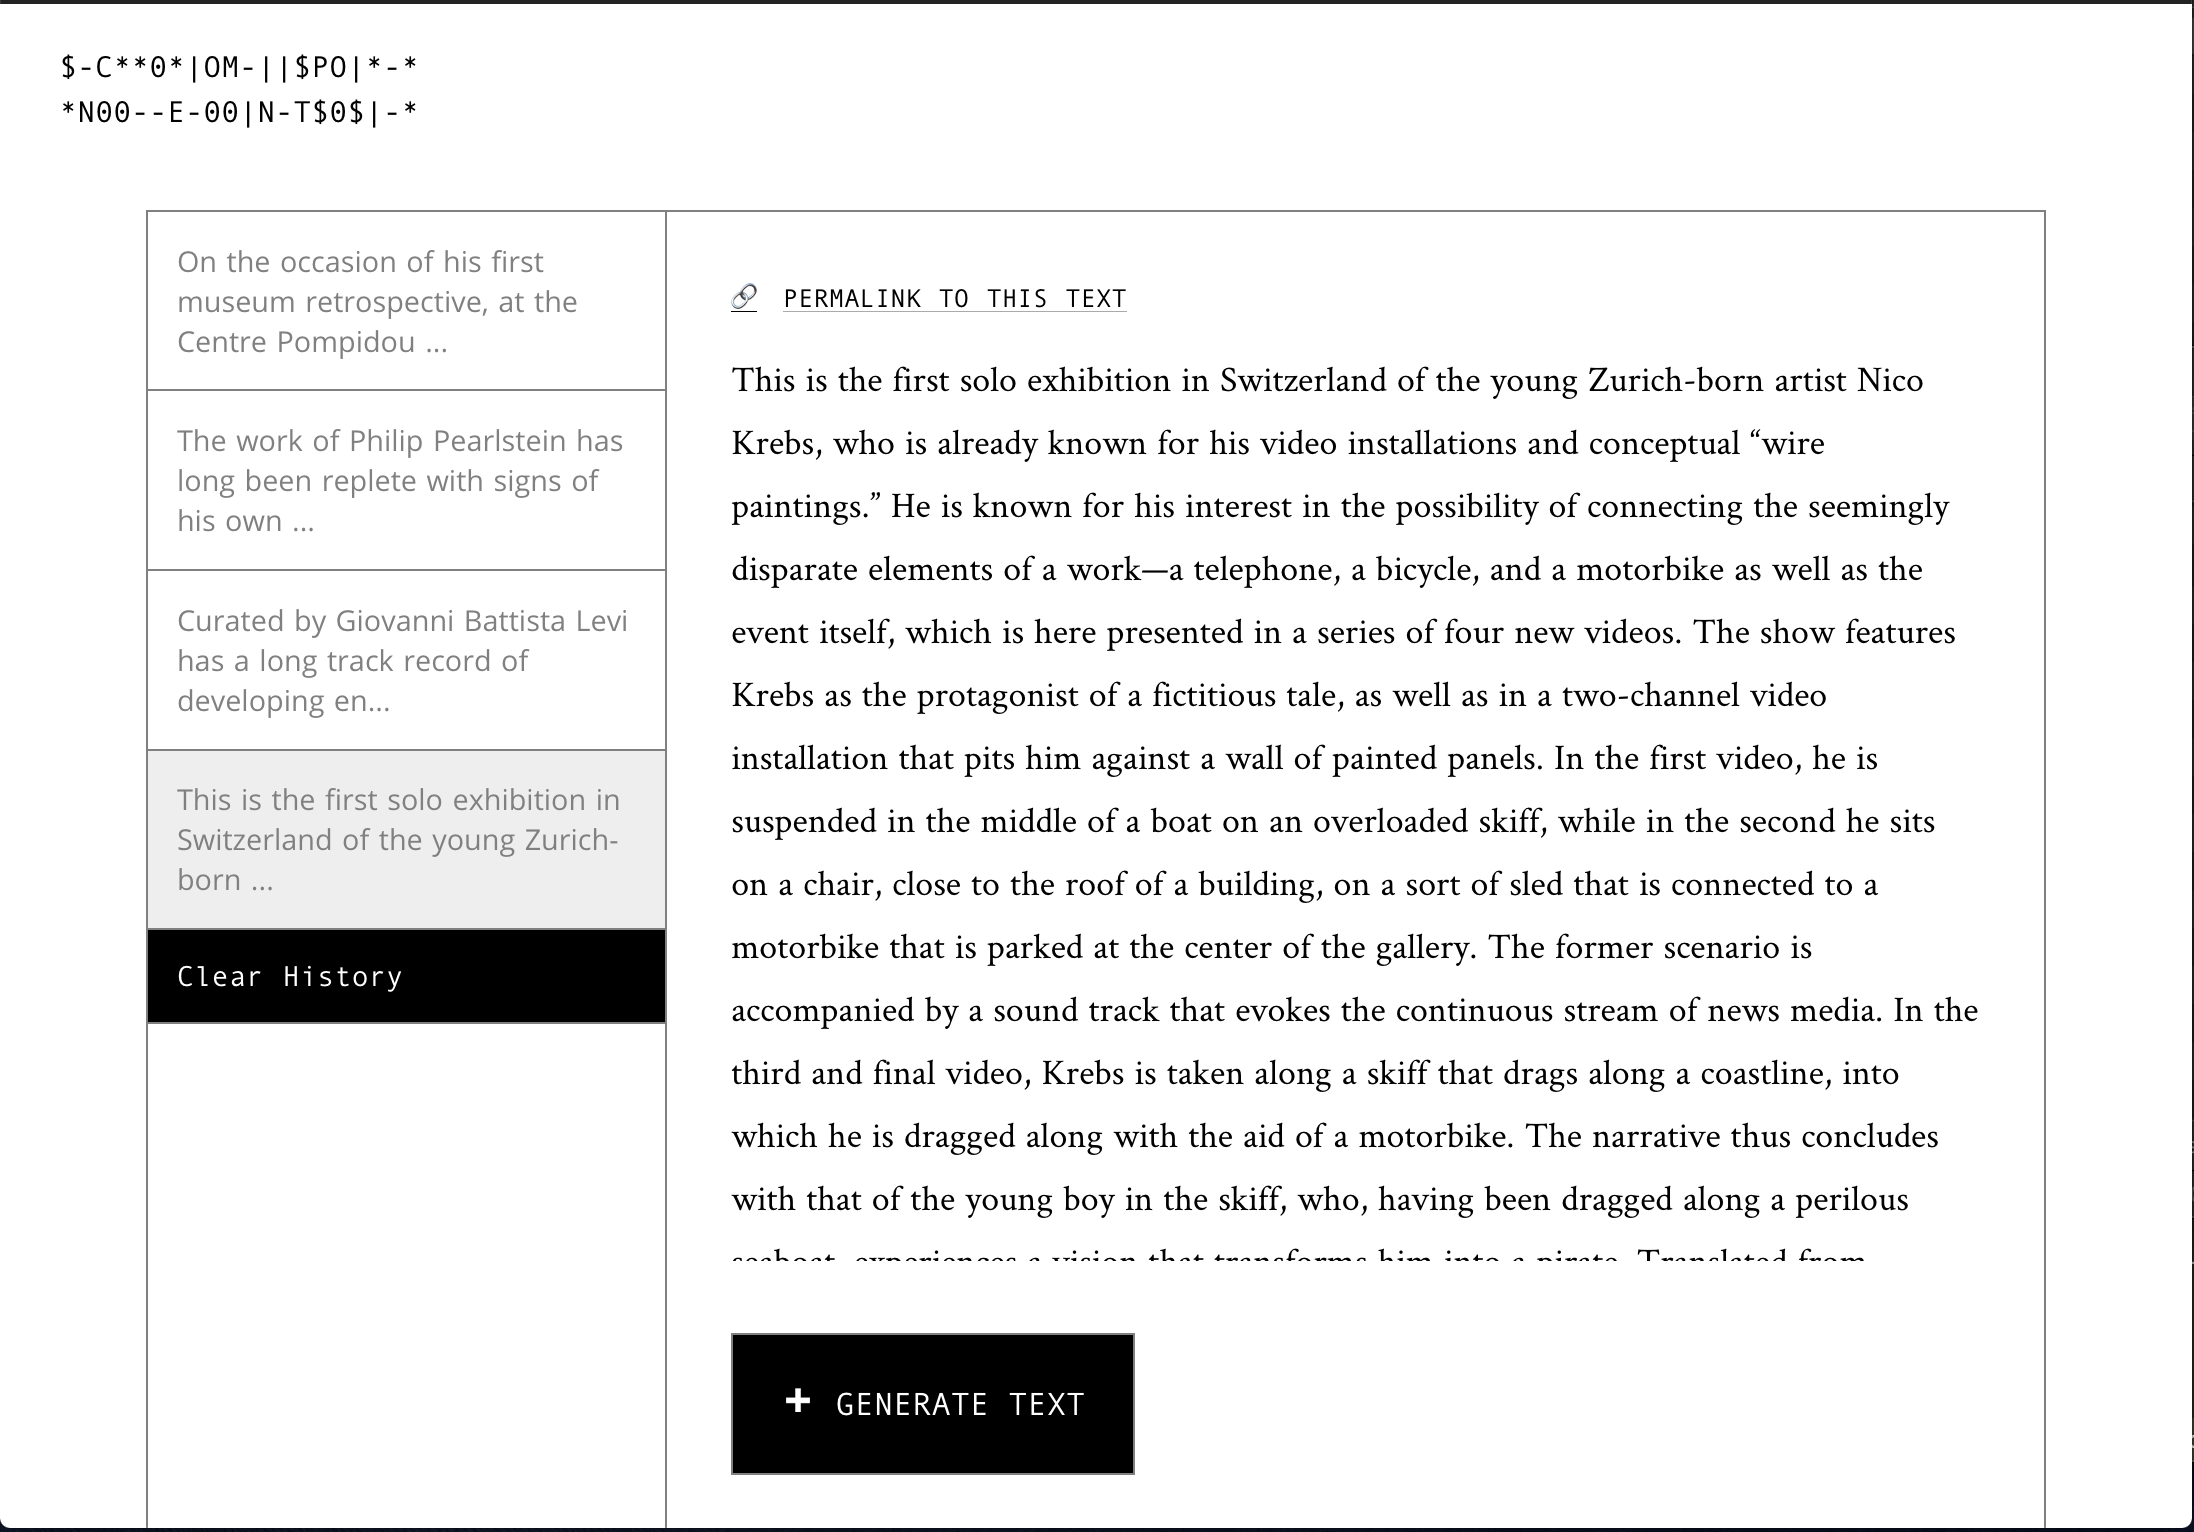 $-C**0*|OM-||$PO|*-*
*N00--E-00|N-T$0$|-*
On the occasion of his first
museum retrospective, at the
Centre Pompidou ...
The work of Philip Pearlstein has
long been replete with signs of
his own ...
Curated by Giovanni Battista Levi
has a long track record of
developing en...
This is the first solo exhibition in
Switzerland of the young Zurich-
born ...
Clear History
PERMALINK TO THIS TEXT
This is the first solo exhibition in Switzerland of the young Zurich-born artist Nico
Krebs, who is already known for his video installations and conceptual “wire
paintings.” He is known for his interest in the possibility of connecting the seemingly
disparate elements of a work—a telephone, a bicycle, and a motorbike as well as the
event itself, which is here presented in a series of four new videos. The show features
Krebs as the protagonist of a fictitious tale, as well as in a two-channel video
installation that pits him against a wall of painted panels. In the first video, he is
suspended in the middle of a boat on an overloaded skiff, while in the second he sits
on a chair, close to the roof of a building, on a sort of sled that is connected to a
motorbike that is parked at the center of the gallery. The former scenario is
accompanied by a sound track that evokes the continuous stream of news media. In the
third and final video, Krebs is taken along a skiff that drags along a coastline, into
which he is dragged along with the aid of a motorbike. The narrative thus concludes
with that of the young boy in the skiff, who, having been dragged along a perilous
seaboat, experiences a vision that transforms him into a pirate. Translated from
+ GENERATE TEXT